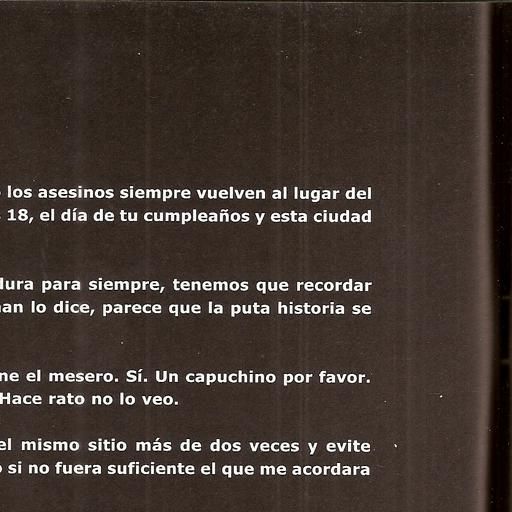 los asesinos siempre vuelven al lugar del
18, el día de tu cumpleaños y esta ciudad
dura para siempre, tenemos que recordar
an lo dice, parece que la puta historia se
ne el mesero. Sí. Un capuchino por favor.
Hace rato no lo veo.
el mismo sitio más de dos veces y evite
si no fuera suficiente el que me acordara